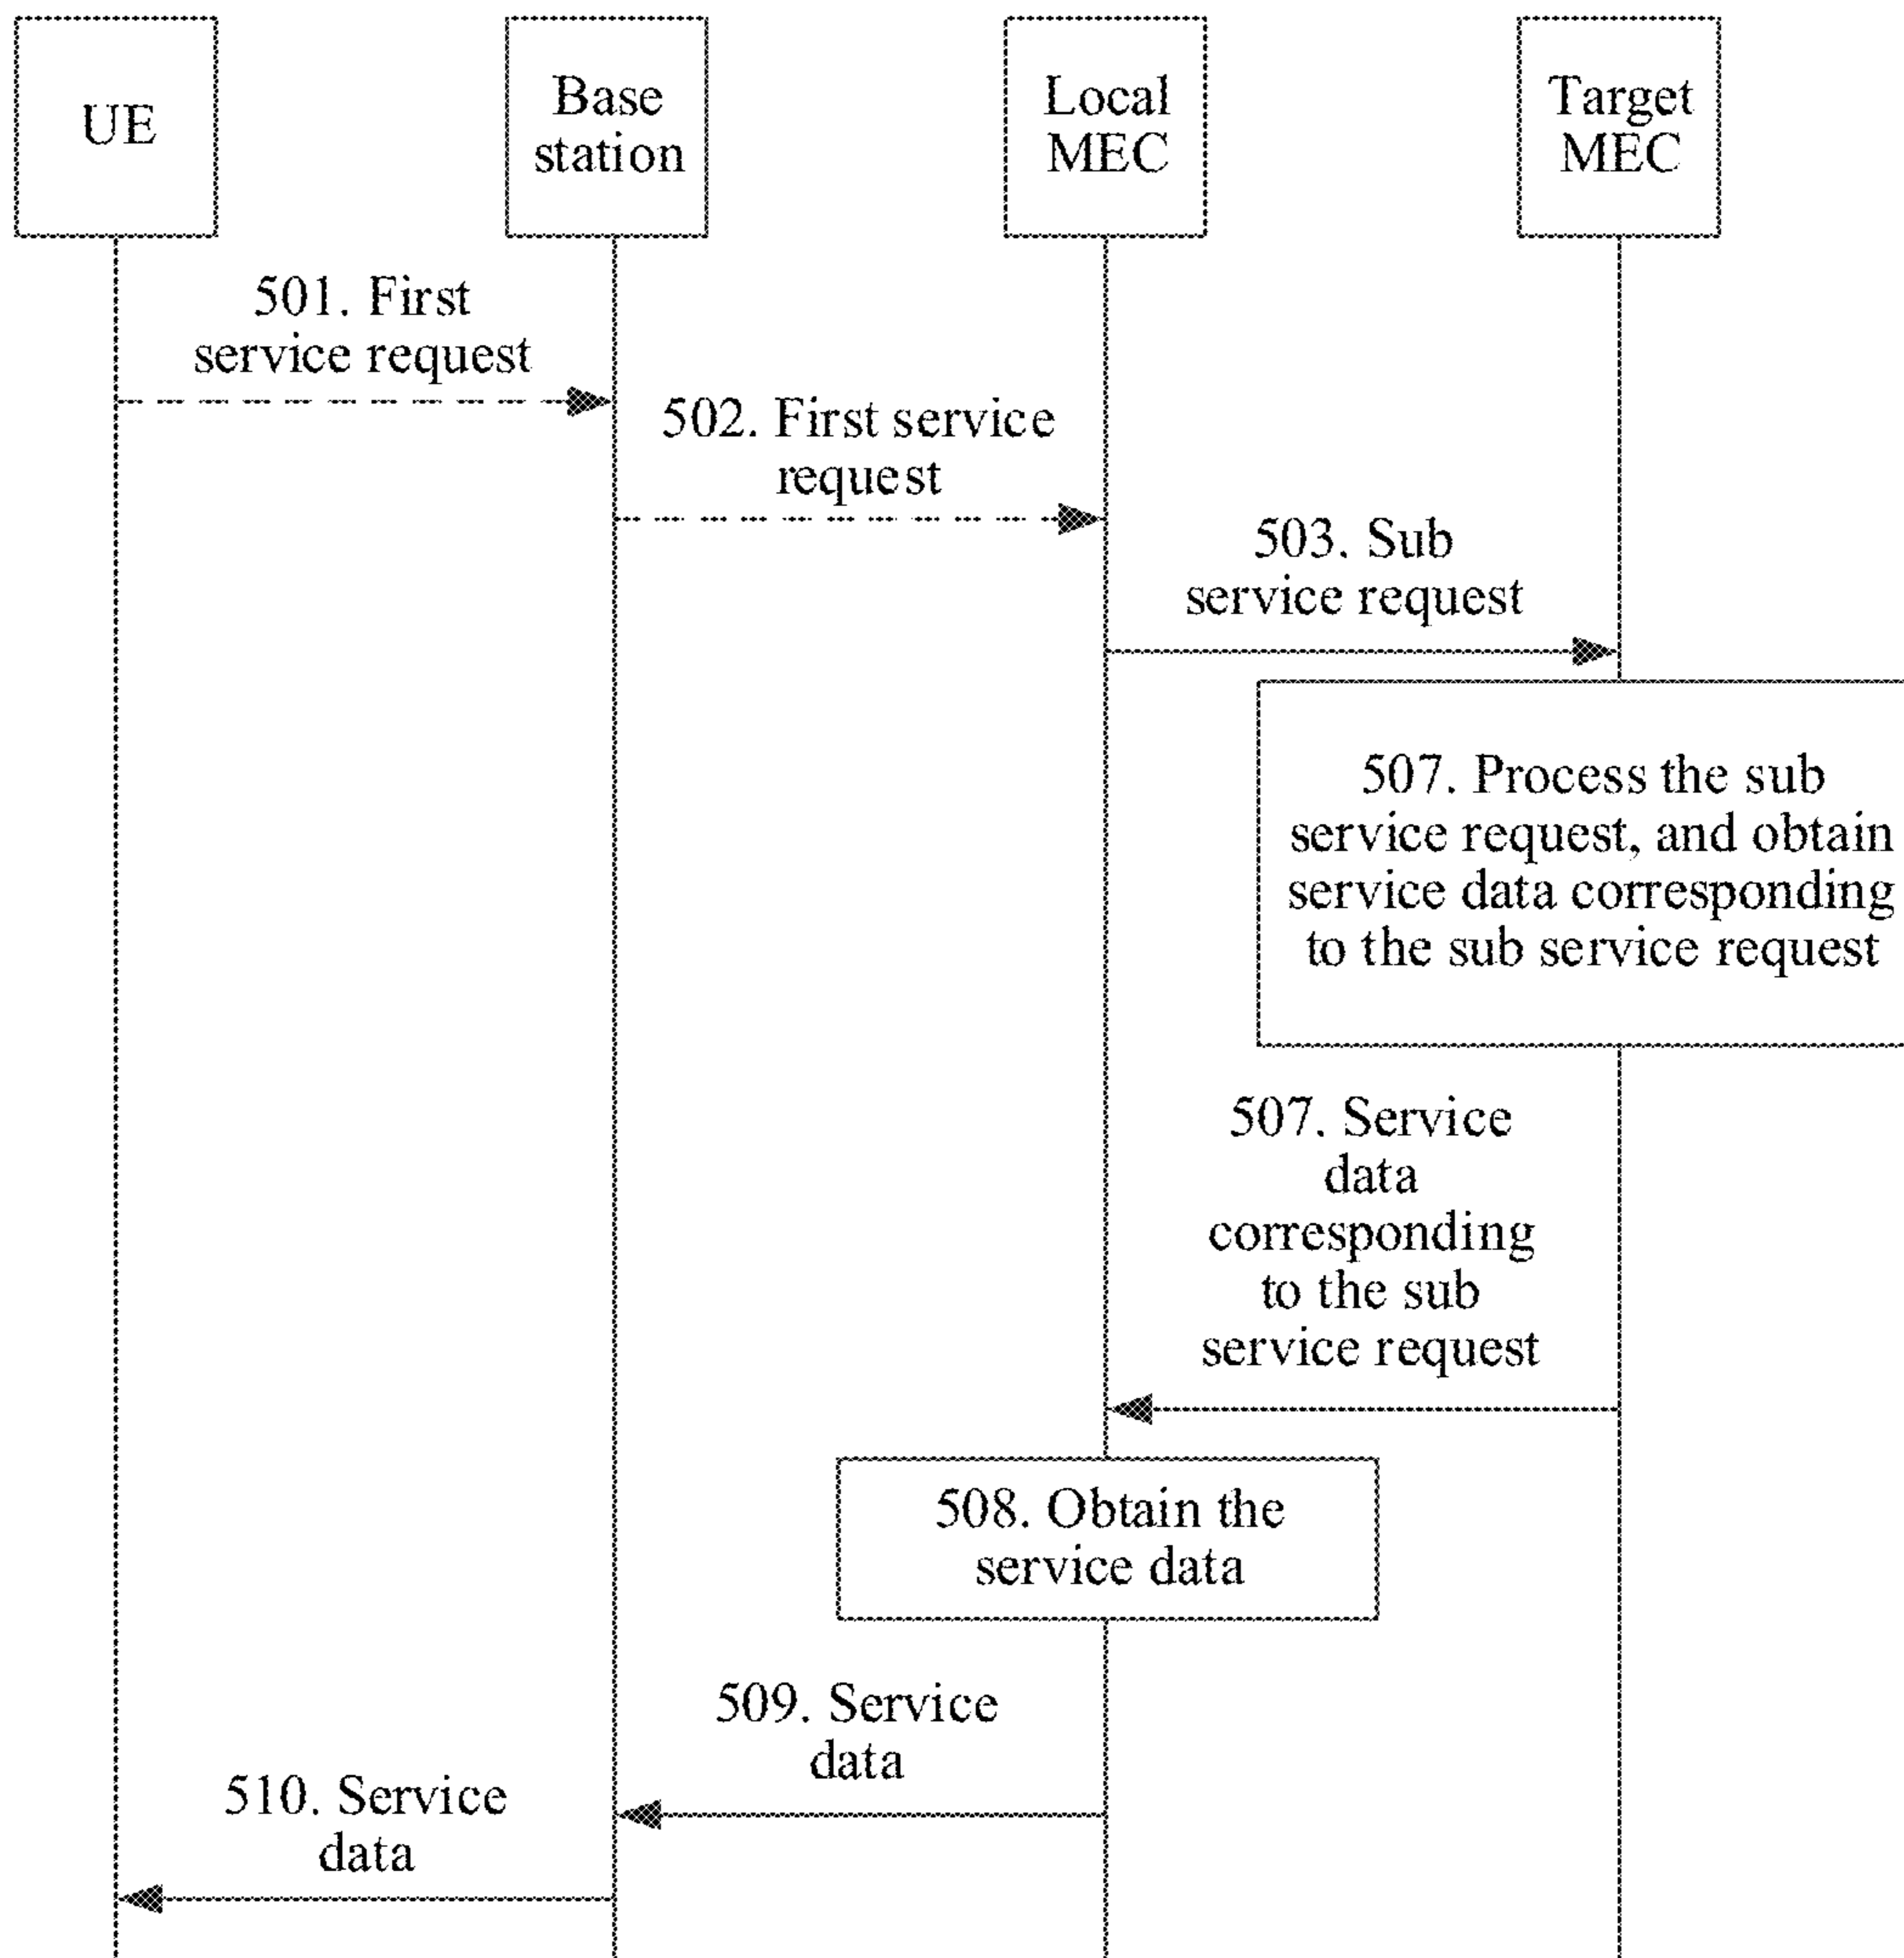 UE
Base
station
Local
MEC
Target
MEC
501. First
service request
502. First service
request
503. Sub
service request
507. Process the sub
service request, and obtain
service data corresponding
to the sub service request
507. Service
data
corresponding
to the sub
service request
508. Obtain the
service data
509. Service
data
510. Service
data